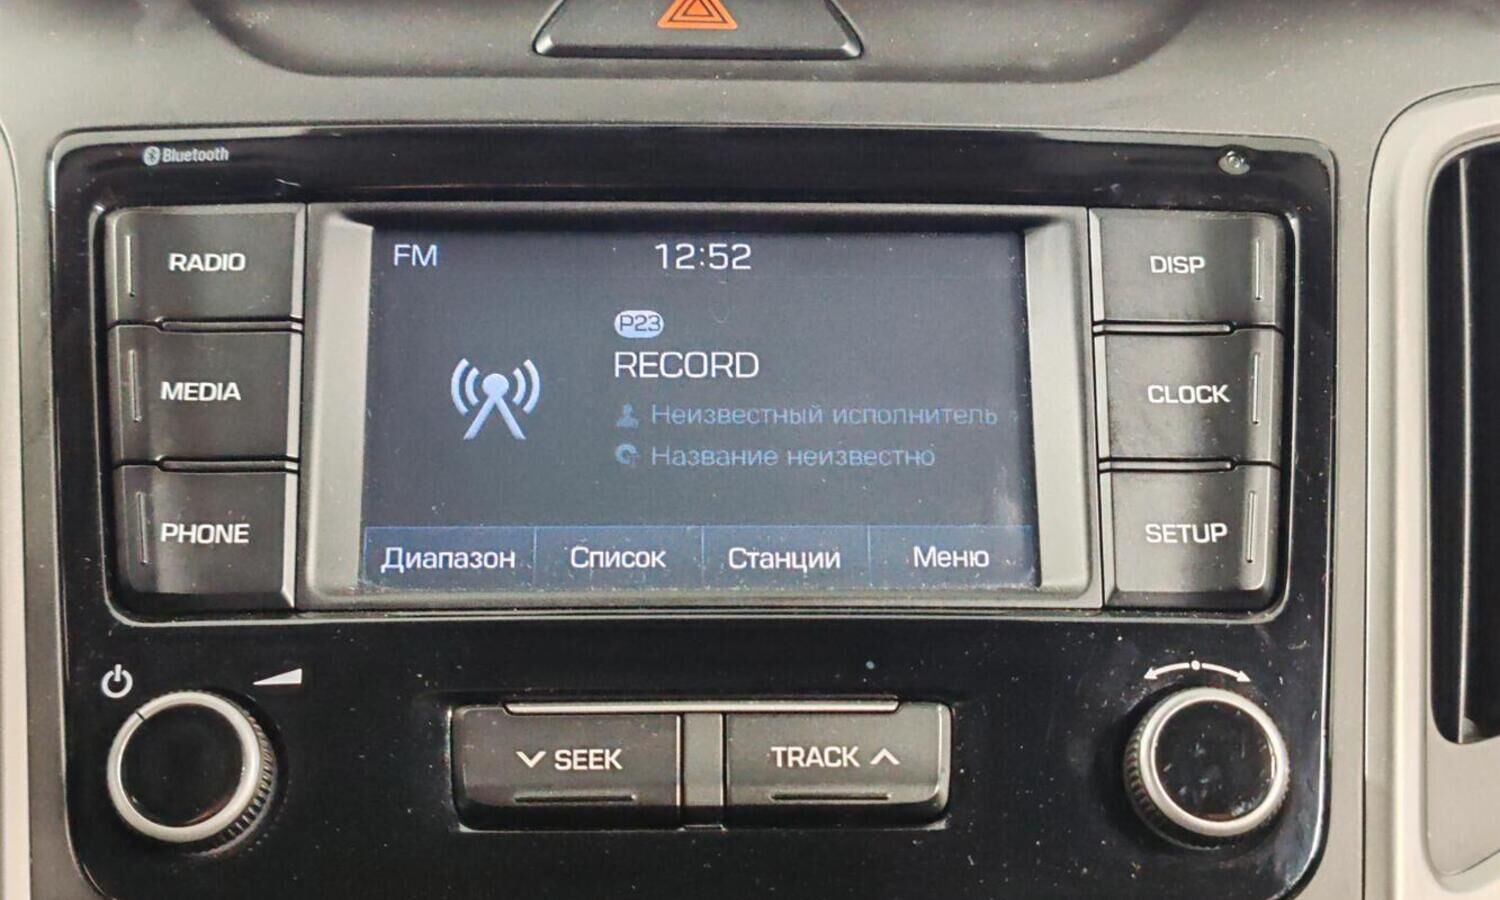 Bluetooth
RADIO
MEDIA
PHONE
FM 12:52
P23
RECORD
Неизвестный исполнитель
Название неизвестно
Диапазон Список Станции Меню
DISP
CLOCK
SETUP
SEEK
TRACK